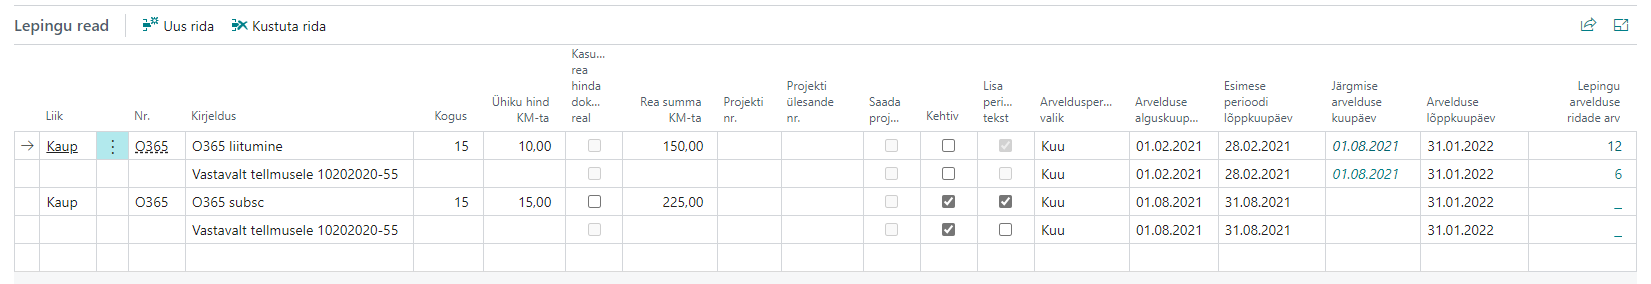 Lepingu read Uus rida Kustuta rida
Liik Nr. Kirjeldus Kogus Ühiku hind KM-ta Kasu... rea hinda dok... real Rea summa KM-ta Projekti nr. Projekti ülesande nr. Saada proj... Kehtiv Lisa peri... tekst Arveldusper... valik Arvelduse alguskuup... Esimese perioodi lõppkuupäev Järgmise arvelduse kuupäev Arvelduse lõppkuupäev Lepingu arvelduse ridade arv
Kaup O365 O365 liitumine 15 10,00 150,00 Kuu 01.02.2021 28.02.2021 01.08.2021 31.01.2022 12
Vastavalt tellmusele 10202020-55 Kuu 01.02.2021 28.02.2021 01.08.2021 31.01.2022 6
Kaup O365 O365 subsc 15 15,00 225,00 Kuu 01.08.2021 31.08.2021 31.01.2022 _
Vastavalt tellmusele 10202020-55 Kuu 01.08.2021 31.08.2021 31.01.2022 _